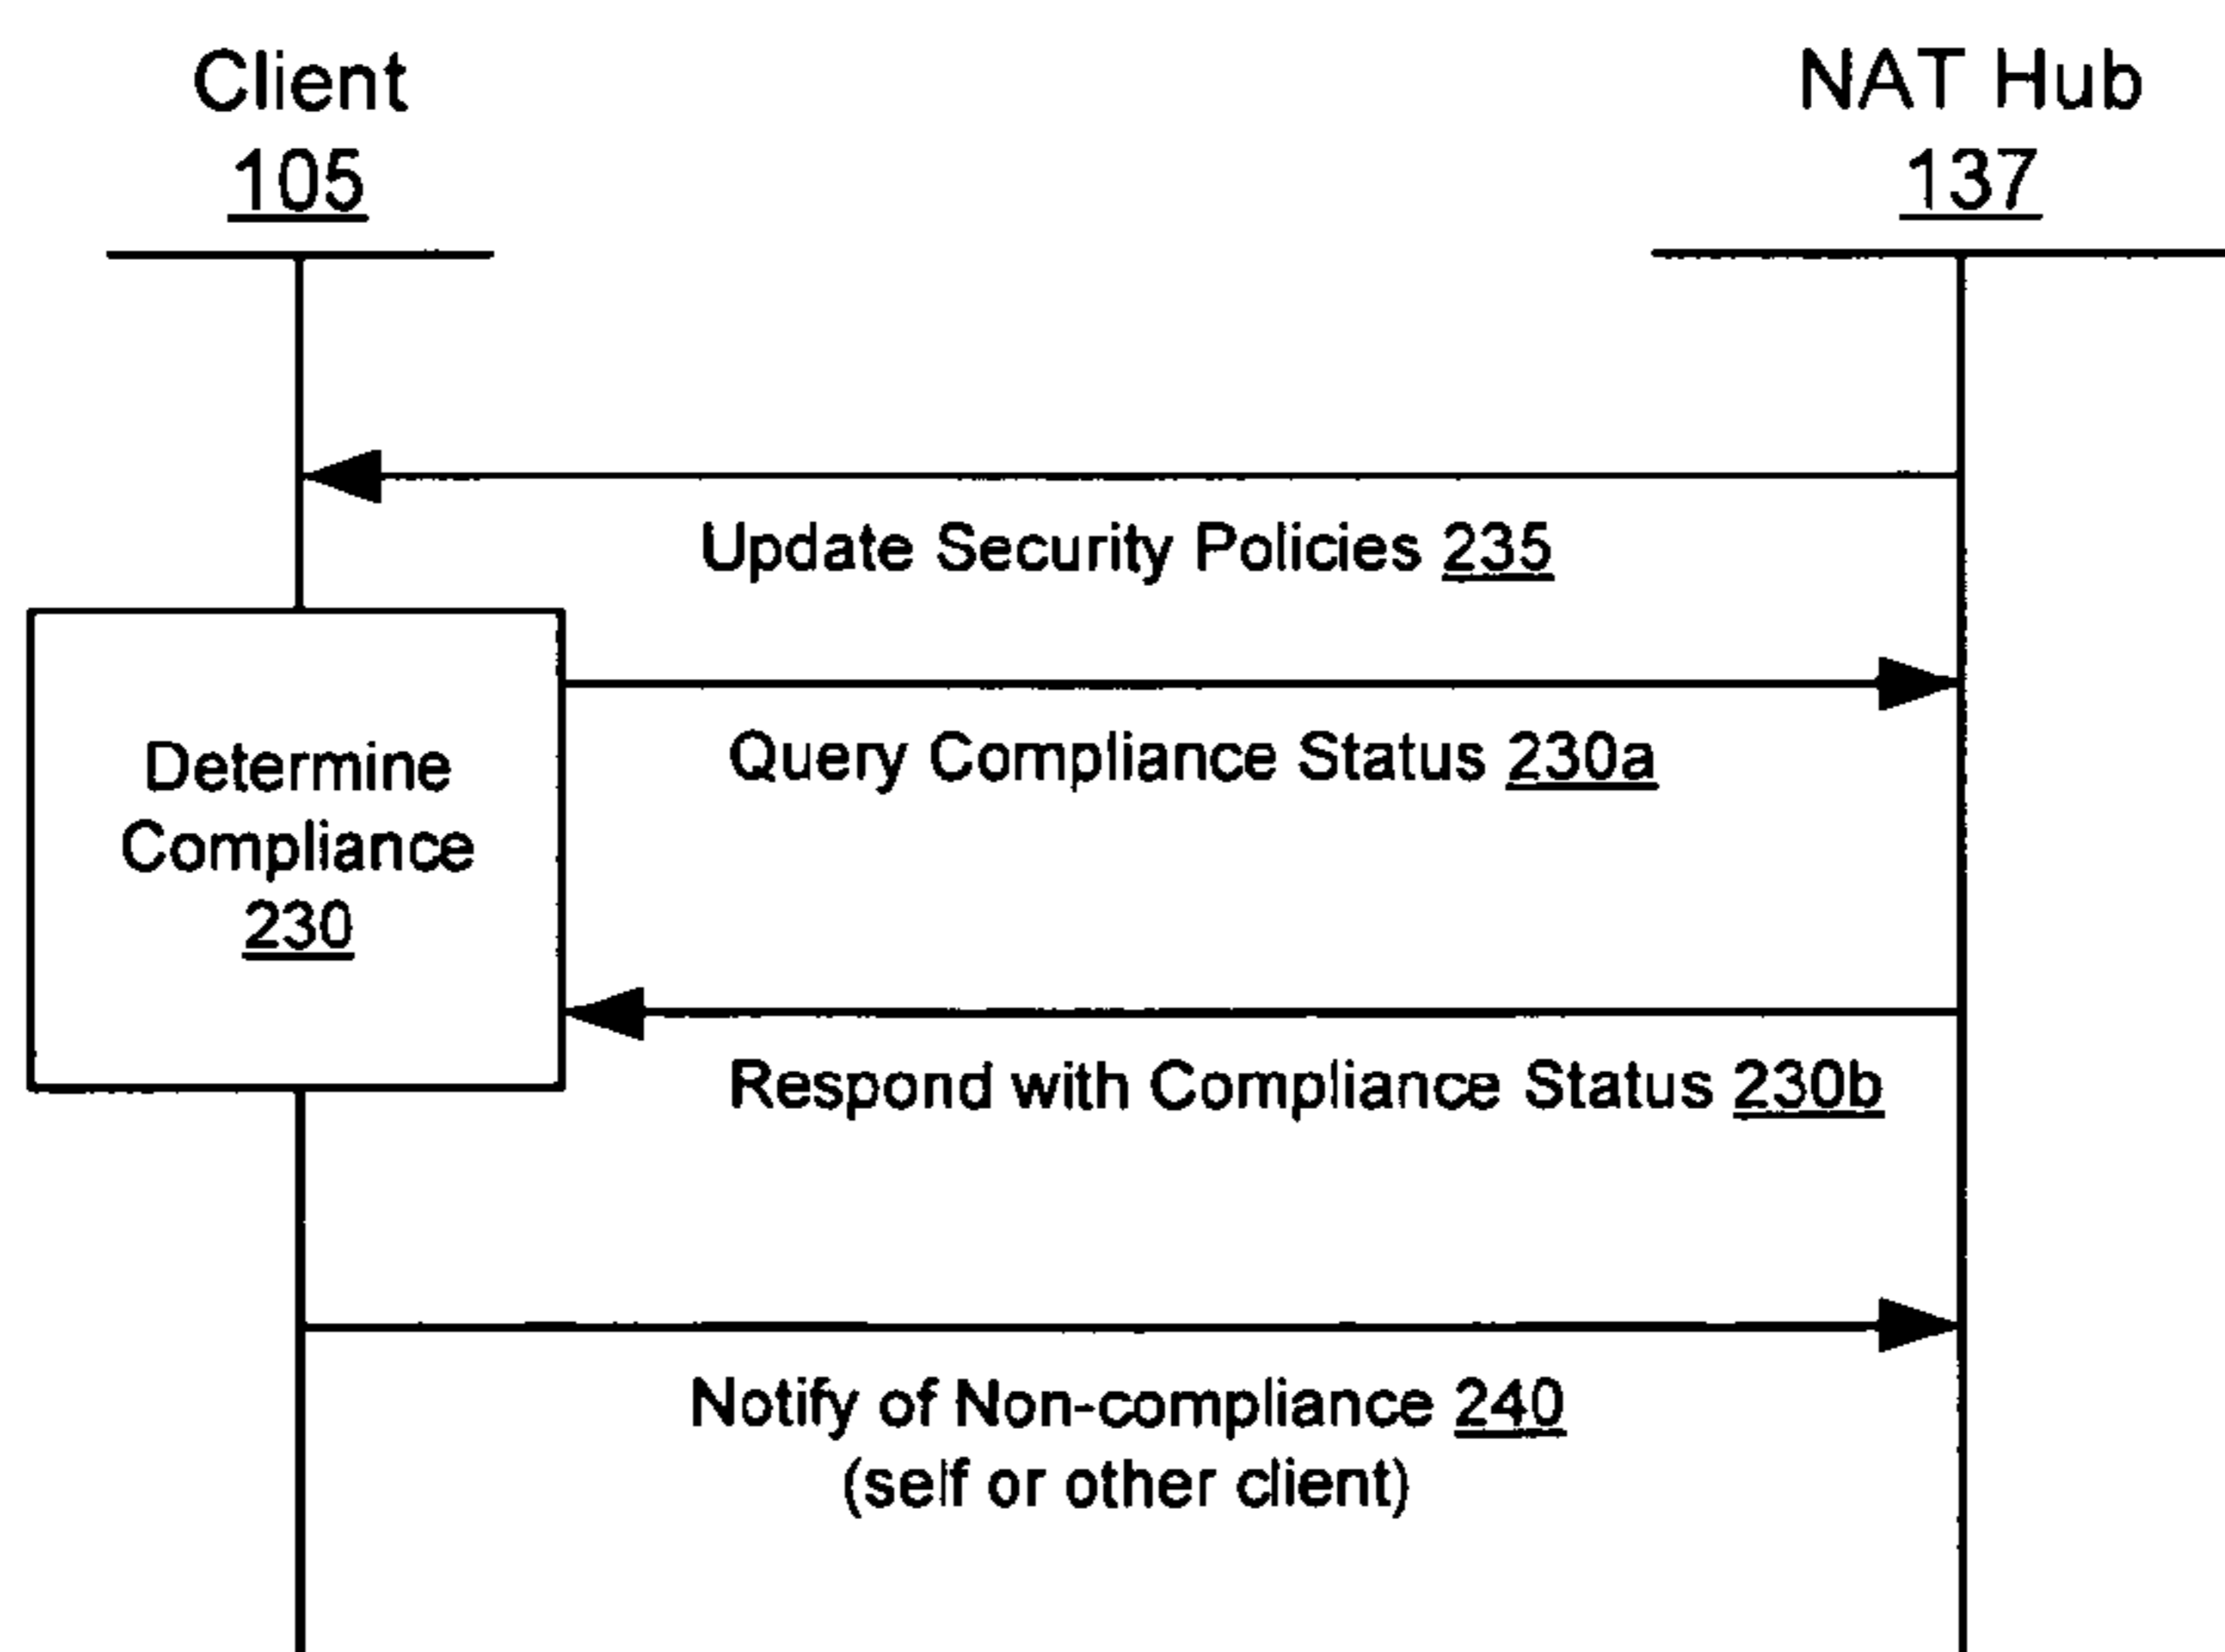 Client
105
NAT Hub
137
Update Security Policies 235
Determine
Compliance
230
Query Compliance Status 230a
Respond with Compliance Status 230b
Notify of Non-compliance 240
(self or other client)